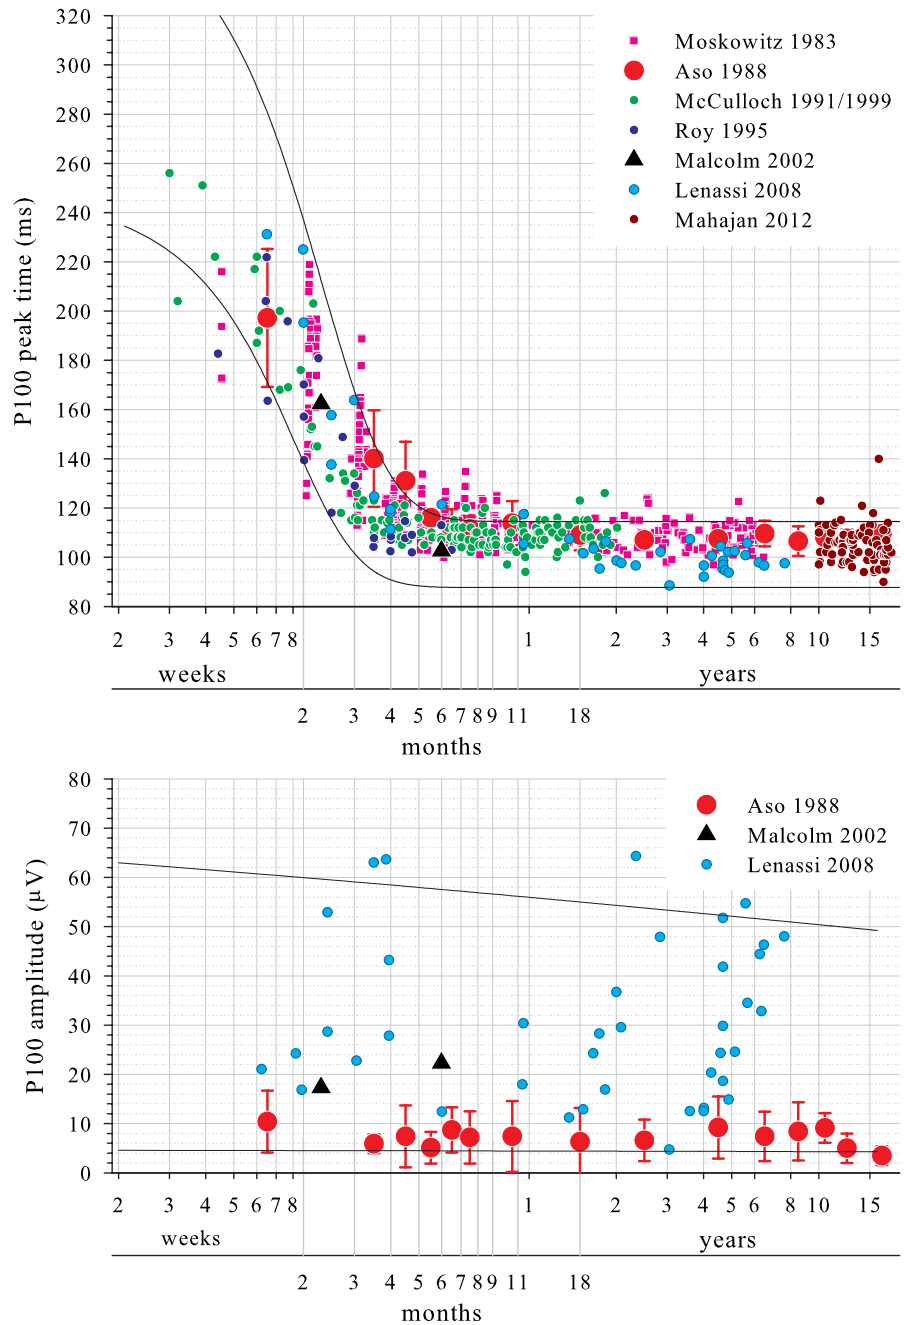 320
300
280
260
240
220
200
180
160
140
120
100
80
P100 peak time (ms)
Moskowitz 1983
Aso 1988
McCulloch 1991/1999
Roy 1995
Malcolm 2002
Lenassi 2008
Mahajan 2012
2 3 4 5 6 7 8 1 2 3 4 5 6 8 10 15
weeks years
2 3 4 5 6 7 8 9 11 18
months
80
70
60
50
40
30
20
10
0
P100 amplitude (µV)
Aso 1988
Malcolm 2002
Lenassi 2008
2 3 4 5 6 7 8 1 2 3 4 5 6 8 10 15
weeks years
2 3 4 5 6 7 8 9 11 18
months